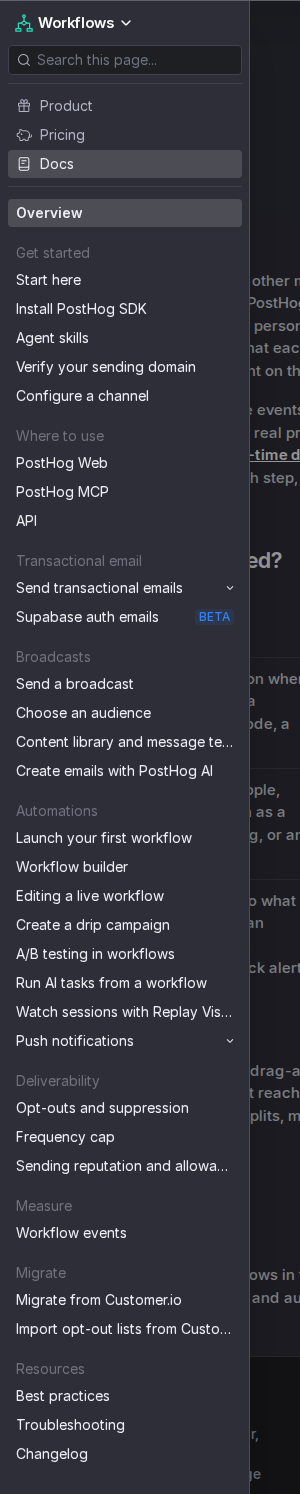 Workflows
Search this page...
Product
Pricing
Docs
Overview
Get started
Start here
Install PostHog SDK
Agent skills
Verify your sending domain
Configure a channel
Where to use
PostHog Web
PostHog MCP
API
Transactional email
Send transactional emails
Supabase auth emails BETA
Broadcasts
Send a broadcast
Choose an audience
Content library and message te...
Create emails with PostHog AI
Automations
Launch your first workflow
Workflow builder
Editing a live workflow
Create a drip campaign
A/B testing in workflows
Run AI tasks from a workflow
Watch sessions with Replay Vis...
Push notifications
Deliverability
Opt-outs and suppression
Frequency cap
Sending reputation and allowa...
Measure
Workflow events
Migrate
Migrate from Customer.io
Import opt-out lists from Custo...
Resources
Best practices
Troubleshooting
Changelog